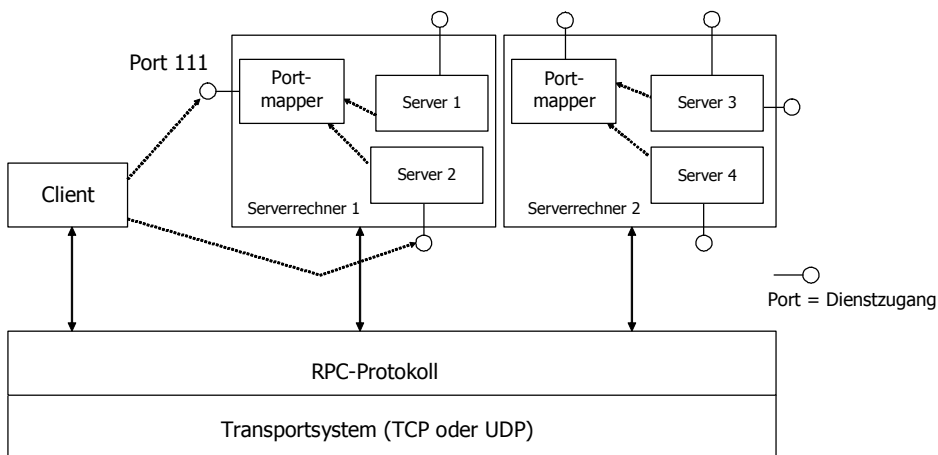 Port 111
Port-
mapper
Server 1
Server 2
Serverrechner 1
Port-
mapper
Server 3
Server 4
Serverrechner 2
Client
Port = Dienstzugang
RPC-Protokoll
Transportsystem (TCP oder UDP)